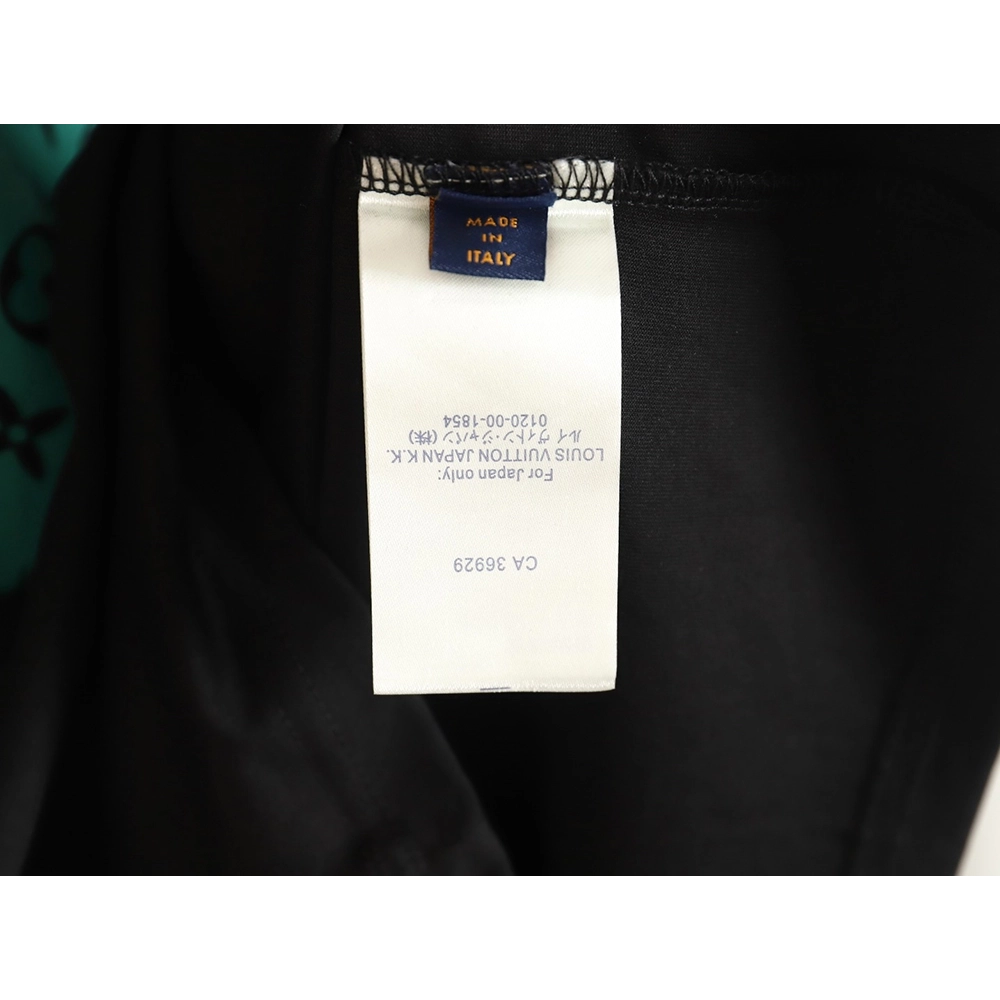 MADE
IN
ITALY
CA 36929
For Japan only:
LOUIS VUITTON JAPAN K.K.
ルイ ヴィトン・ジャパン (株)
0120-00-1854